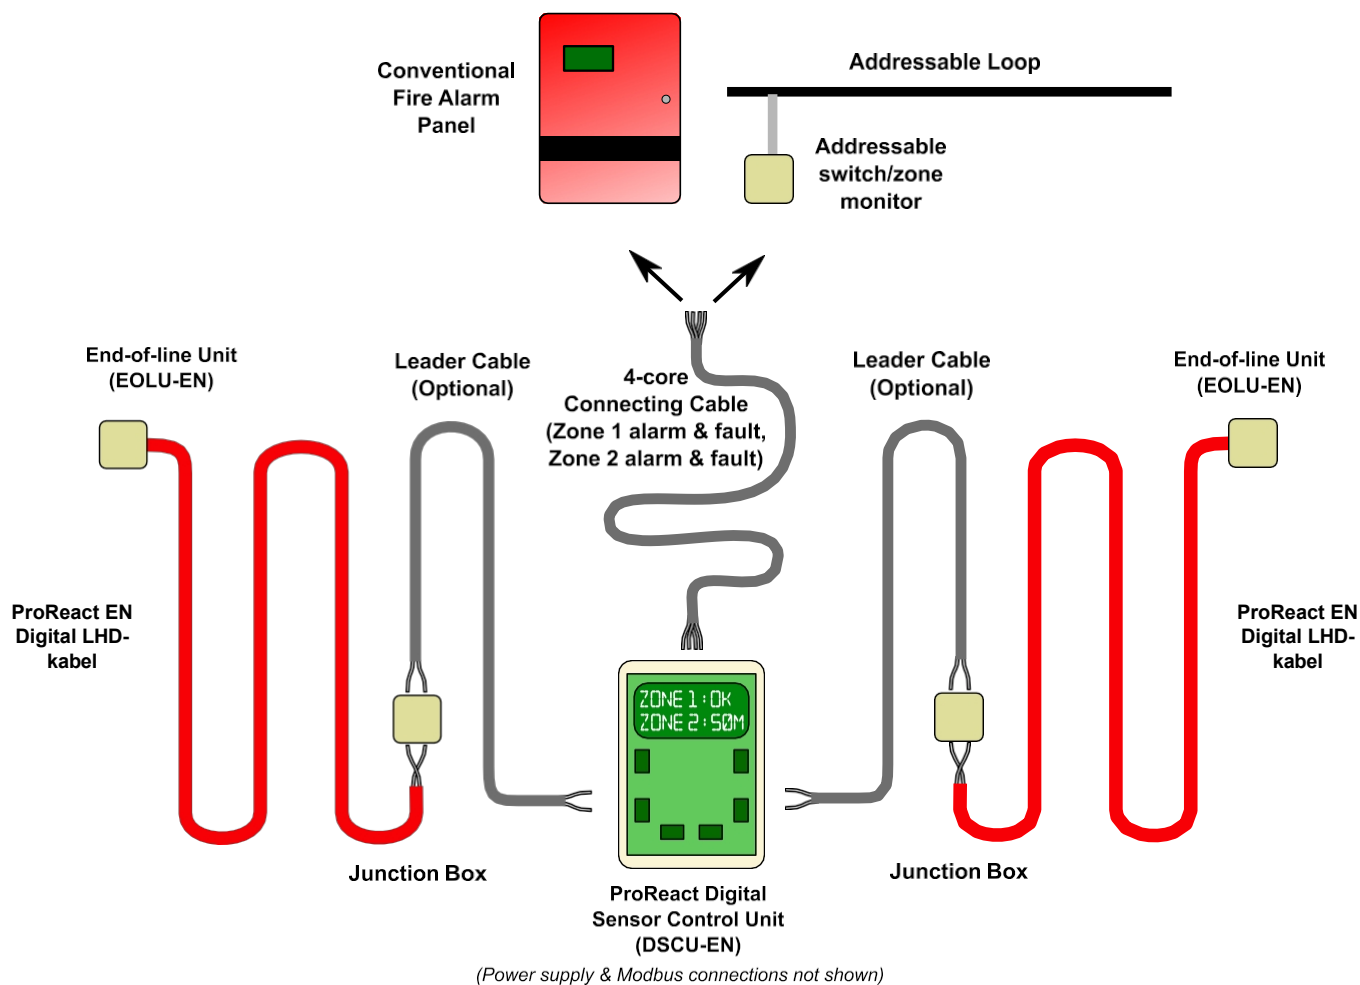 Conventional
Fire Alarm
Panel
Addressable Loop
Addressable
switch/zone
monitor
End-of-line Unit
(EOLU-EN)
Leader Cable
(Optional)
4-core
Connecting Cable
(Zone 1 alarm & fault,
Zone 2 alarm & fault)
Leader Cable
(Optional)
End-of-line Unit
(EOLU-EN)
ProReact EN
Digital LHD-
kabel
ProReact EN
Digital LHD-
kabel
ZONE 1:OK
ZONE 2:50M
Junction Box
Junction Box
ProReact Digital
Sensor Control Unit
(DSCU-EN)
(Power supply & Modbus connections not shown)